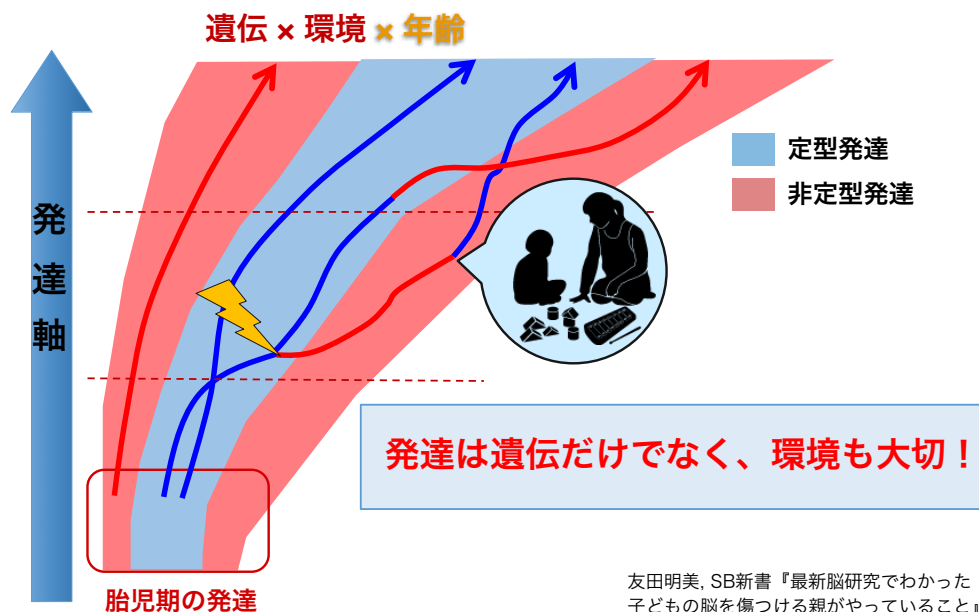 遺伝 × 環境 × 年齢
発達軸
定型発達
非定型発達
発達は遺伝だけでなく、環境も大切！
胎児期の発達
友田明美, SB新書『最新脳研究でわかった
子どもの脳を傷つける親がやっていること』